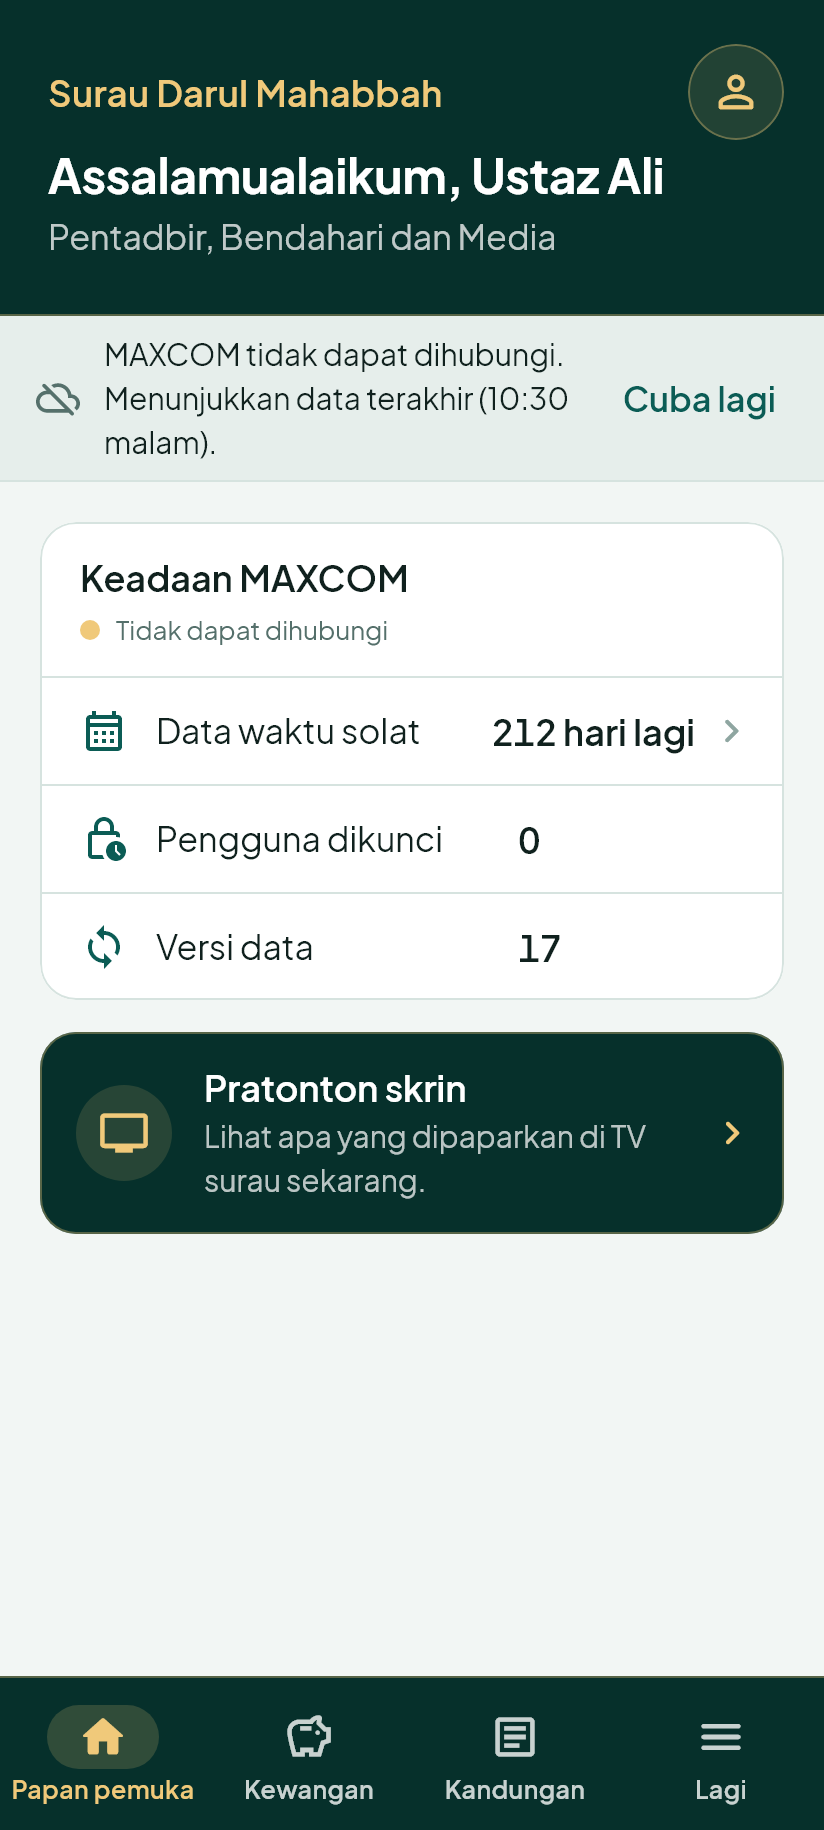 Surau Darul Mahabbah
Assalamualaikum, Ustaz Ali
Pentadbir, Bendahari dan Media
MAXCOM tidak dapat dihubungi.
Menunjukkan data terakhir (10:30
malam).
Cuba lagi
Keadaan MAXCOM
Tidak dapat dihubungi
Data waktu solat 212 hari lagi
Pengguna dikunci 0
Versi data 17
Pratonton skrin
Lihat apa yang dipaparkan di TV
surau sekarang.
Papan pemuka Kewangan Kandungan Lagi